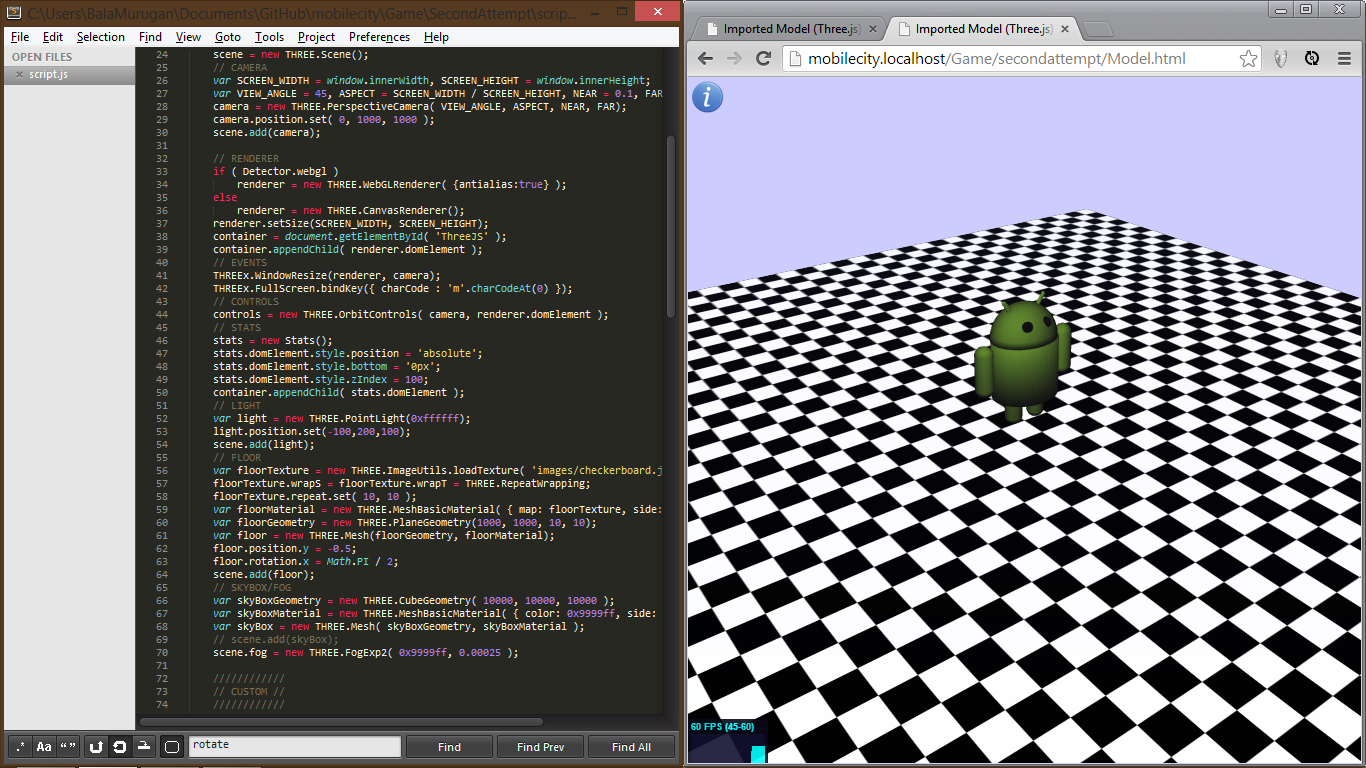 C:\Users\BalaMurugan\Documents\GitHub\mobilecity\Game\SecondAttempt\scrip...
File Edit Selection Find View Goto Tools Project Preferences Help
OPEN FILES
script.js
24 scene = new THREE.Scene();
25 // CAMERA
26 var SCREEN_WIDTH = window.innerWidth, SCREEN_HEIGHT = window.innerHeight;
27 var VIEW_ANGLE = 45, ASPECT = SCREEN_WIDTH / SCREEN_HEIGHT, NEAR = 0.1, FAR
28 camera = new THREE.PerspectiveCamera( VIEW_ANGLE, ASPECT, NEAR, FAR);
29 camera.position.set( 0, 1000, 1000 );
30 scene.add(camera);
31
32 // RENDERER
33 if ( Detector.webgl )
34 renderer = new THREE.WebGLRenderer( {antialias:true} );
35 else
36 renderer = new THREE.CanvasRenderer();
37 renderer.setSize(SCREEN_WIDTH, SCREEN_HEIGHT);
38 container = document.getElementById( 'ThreeJS' );
39 container.appendChild( renderer.domElement );
40 // EVENTS
41 THREEx.WindowResize(renderer, camera);
42 THREEx.FullScreen.bindKey({ charCode : 'm'.charCodeAt(0) });
43 // CONTROLS
44 controls = new THREE.OrbitControls( camera, renderer.domElement );
45 // STATS
46 stats = new Stats();
47 stats.domElement.style.position = 'absolute';
48 stats.domElement.style.bottom = '0px';
49 stats.domElement.style.zIndex = 100;
50 container.appendChild( stats.domElement );
51 // LIGHT
52 var light = new THREE.PointLight(0xffffff);
53 light.position.set(-100,200,100);
54 scene.add(light);
55 // FLOOR
56 var floorTexture = new THREE.ImageUtils.loadTexture( 'images/checkerboard.j
57 floorTexture.wrapS = floorTexture.wrapT = THREE.RepeatWrapping;
58 floorTexture.repeat.set( 10, 10 );
59 var floorMaterial = new THREE.MeshBasicMaterial( { map: floorTexture, side:
60 var floorGeometry = new THREE.PlaneGeometry(1000, 1000, 10, 10);
61 var floor = new THREE.Mesh(floorGeometry, floorMaterial);
62 floor.position.y = -0.5;
63 floor.rotation.x = Math.PI / 2;
64 scene.add(floor);
65 // SKYBOX/FOG
66 var skyBoxGeometry = new THREE.CubeGeometry( 10000, 10000, 10000 );
67 var skyBoxMaterial = new THREE.MeshBasicMaterial( { color: 0x9999ff, side:
68 var skyBox = new THREE.Mesh( skyBoxGeometry, skyBoxMaterial );
69 // scene.add(skyBox);
70 scene.fog = new THREE.FogExp2( 0x9999ff, 0.00025 );
71
72 ////////////
73 // CUSTOM //
74 ////////////
.* Aa “ ” rotate Find Find Prev Find All
Imported Model (Three.js) Imported Model (Three.js)
mobilecity.localhost/Game/secondattempt/Model.html
i
60 FPS (45-60)